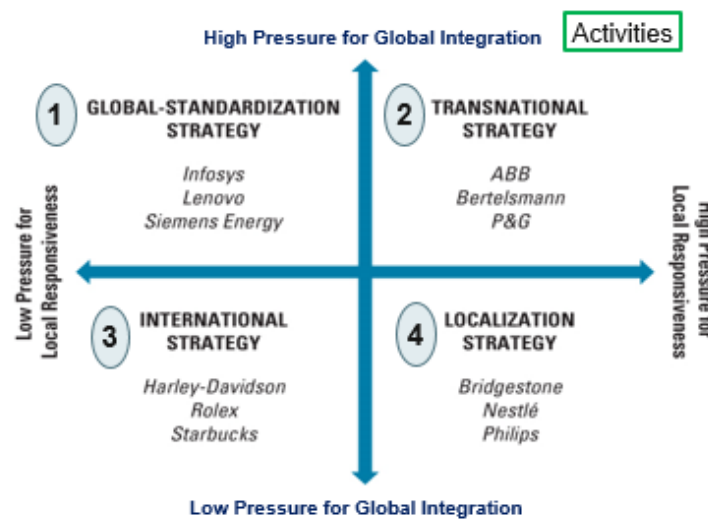 High Pressure for Global Integration
Activities
1
GLOBAL-STANDARDIZATION
STRATEGY
Infosys
Lenovo
Siemens Energy
2
TRANSNATIONAL
STRATEGY
ABB
Bertelsmann
P&G
Low Pressure for
Local Responsiveness
High Pressure for
Local Responsiveness
3
INTERNATIONAL
STRATEGY
Harley-Davidson
Rolex
Starbucks
4
LOCALIZATION
STRATEGY
Bridgestone
Nestlé
Philips
Low Pressure for Global Integration